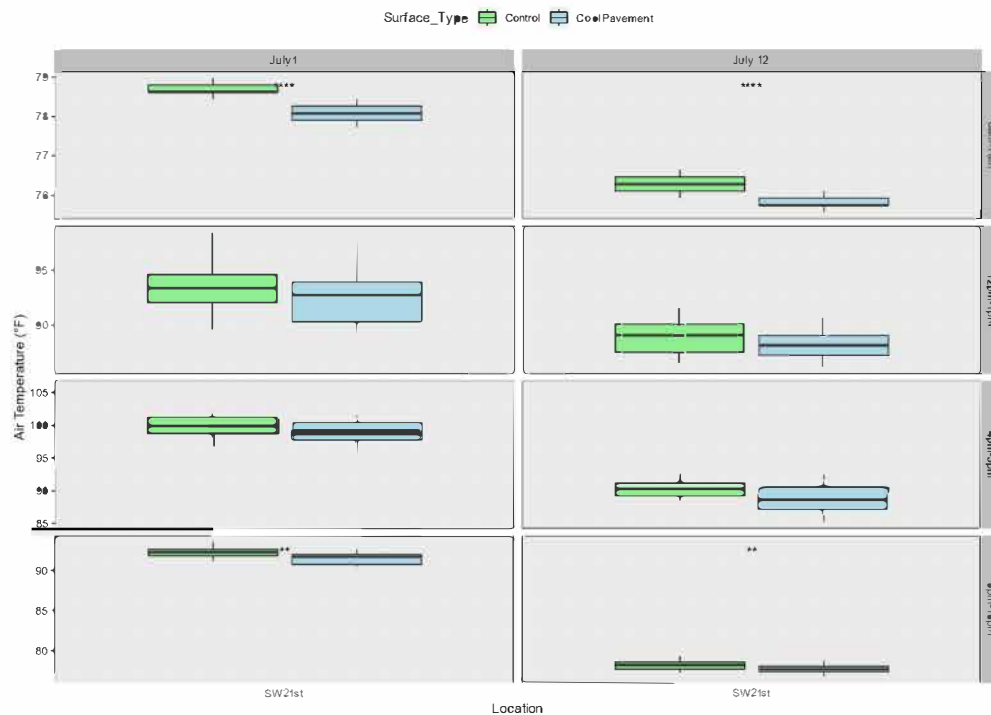 Surface_Type Control Cool Pavement
July 1
July 12
79
78
77
76
****
****
95
90
105
100
95
90
85
90
85
80
**
**
SW21st
SW21st
Air Temperature (°F)
Location